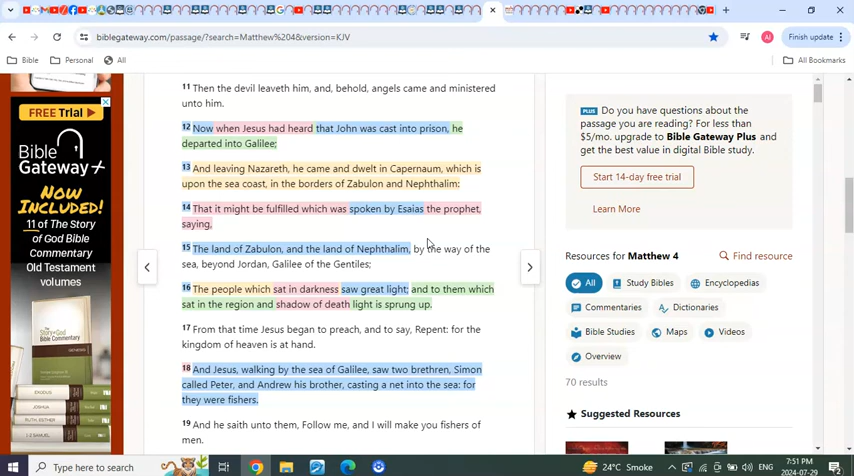 Finish update
biblegateway.com/passage/?search=Matthew%204&version=KJV
Bible
Personal
All
All Bookmarks
FREE Trial
BIBLE
GATEWAY+
NOW
INCLUDED!
11 of The Story
of God Bible
Commentary
Old Testament
volumes
EXODUS
JOSHUA
RUTH, ESTHER
1-2 SAMUEL
11 Then the devil leaveth him, and, behold, angels came and ministered
unto him.
12 Now when Jesus had heard that John was cast into prison, he
departed into Galilee;
13 And leaving Nazareth, he came and dwelt in Capernaum, which is
upon the sea coast, in the borders of Zabulon and Nephthalim:
14 That it might be fulfilled which was spoken by Esaias the prophet,
saying,
15 The land of Zabulon, and the land of Nephthalim, by the way of the
sea, beyond Jordan, Galilee of the Gentiles;
16 The people which sat in darkness saw great light; and to them which
sat in the region and shadow of death light is sprung up.
17 From that time Jesus began to preach, and to say, Repent: for the
kingdom of heaven is at hand.
18 And Jesus, walking by the sea of Galilee, saw two brethren, Simon
called Peter, and Andrew his brother, casting a net into the sea: for
they were fishers.
19 And he saith unto them, Follow me, and I will make you fishers of
men.
PLUS Do you have questions about the
passage you are reading? For less than
$5/mo. upgrade to Bible Gateway Plus and
get the best value in digital Bible study.
Start 14-day free trial
Learn More
Resources for Matthew 4
Find resource
All
Study Bibles
Encyclopedias
Commentaries
Dictionaries
Bible Studies
Maps
Videos
Overview
70 results
Suggested Resources
Type here to search
24°C Smoke
ENG
7:51 PM
2024-07-29